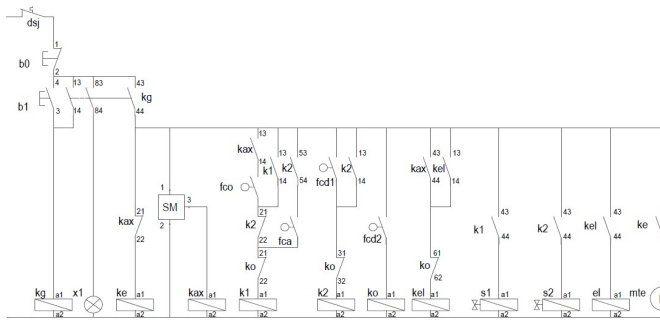 dsj
1
b0
2
4 13 83 43
b1 kg
3 14 84 44
13
kax 14 13 53 13 43 13
k1 k2 fcd1 k2 kax kel
fco 14 54 14 44 14
1
SM 3
2
21 21 43 43 43
kax k2 fca fcd2 k1 k2 kel ke
22 22 44 44 44
21 31 61
ko ko ko
22 32 62
kg x1 ke kax k1 k2 ko kel s1 s2 el mte
a1 a1 a1 a1 a1 a1 a1 a1 a1 a1
a2 a2 a2 a2 a2 a2 a2 a2 a2 a2